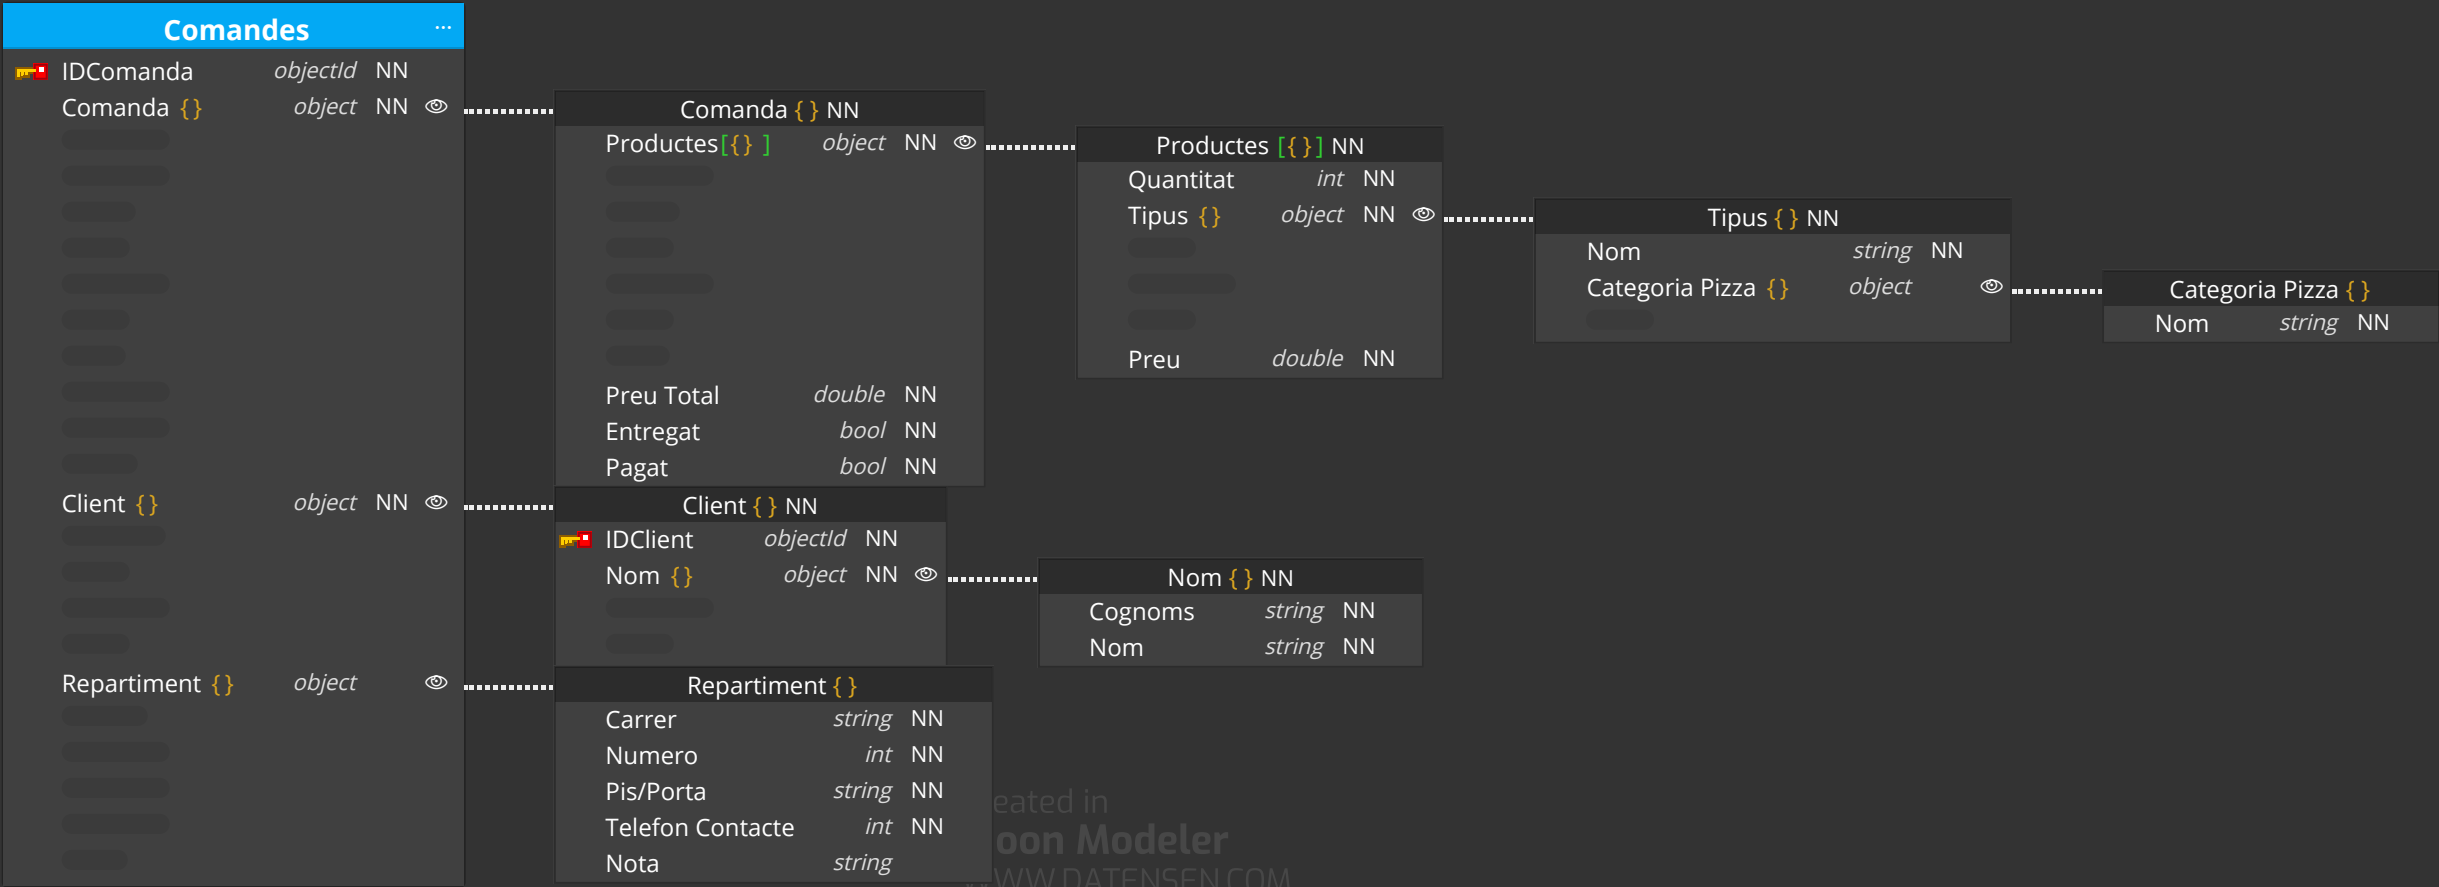 Comandes ...
IDComanda objectId NN
Comanda {} object NN
Client {} object NN
Repartiment {} object
Comanda { } NN
Productes[{} ] object NN
Preu Total double NN
Entregat bool NN
Pagat bool NN
Productes [{ }] NN
Quantitat int NN
Tipus {} object NN
Preu double NN
Tipus { } NN
Nom string NN
Categoria Pizza {} object
Categoria Pizza { }
Nom string NN
Client { } NN
IDClient objectId NN
Nom {} object NN
Nom { } NN
Cognoms string NN
Nom string NN
Repartiment { }
Carrer string NN
Numero int NN
Pis/Porta string NN
Telefon Contacte int NN
Nota string
eated in
oon Modeler
WWW.DATENSEN.COM